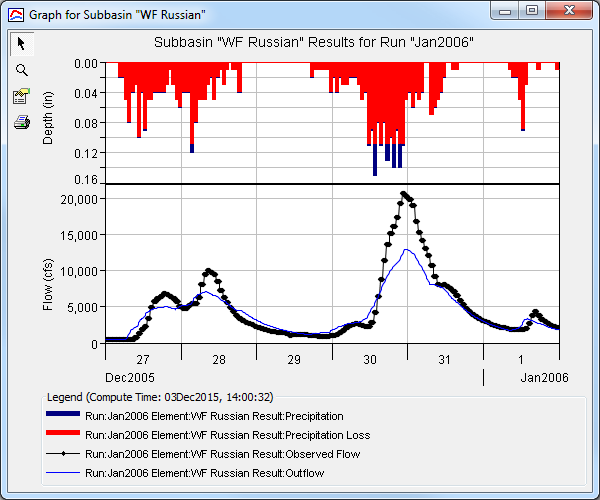 Graph for Subbasin "WF Russian"
Subbasin "WF Russian" Results for Run "Jan2006"
Depth (in)
0.00
0.04
0.08
0.12
0.16
Flow (cfs)
20,000
15,000
10,000
5,000
0
27 28 29 30 31 1
Dec2005 Jan2006
Legend (Compute Time: 03Dec2015, 14:00:32)
Run:Jan2006 Element:WF Russian Result:Precipitation
Run:Jan2006 Element:WF Russian Result:Precipitation Loss
Run:Jan2006 Element:WF Russian Result:Observed Flow
Run:Jan2006 Element:WF Russian Result:Outflow